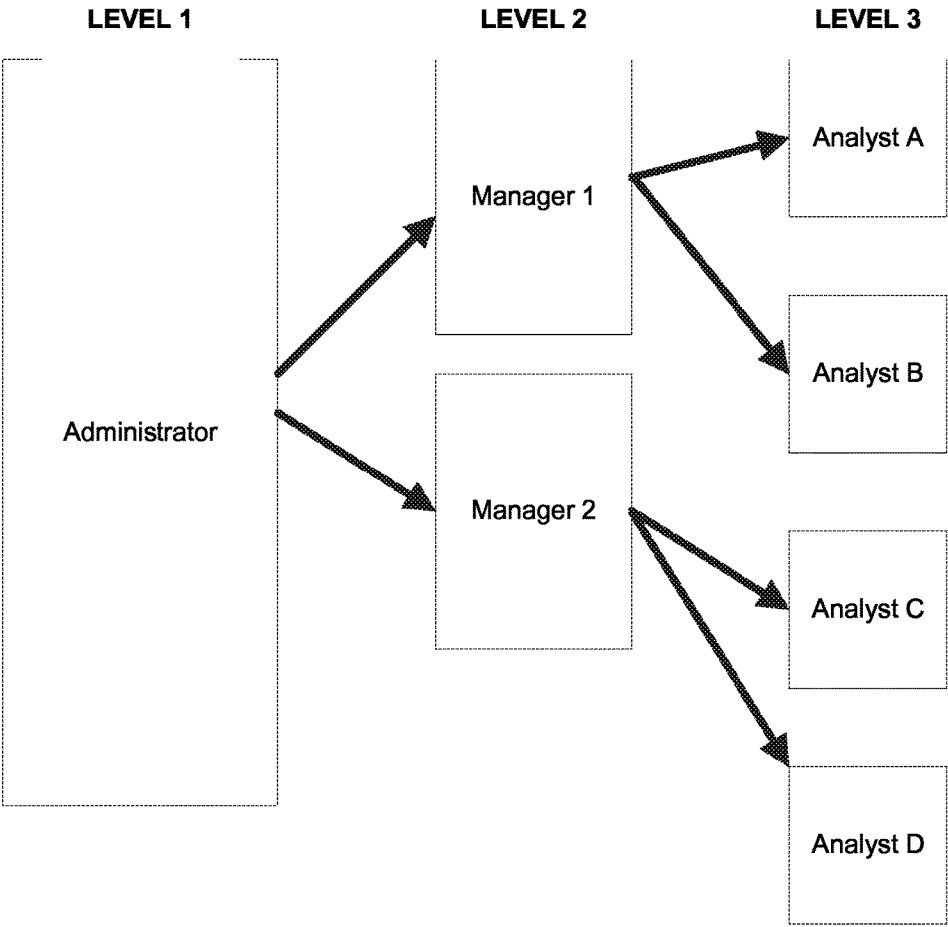 LEVEL 1 LEVEL 2 LEVEL 3
Analyst A
Manager 1
Analyst B
Administrator
Manager 2
Analyst C
Analyst D